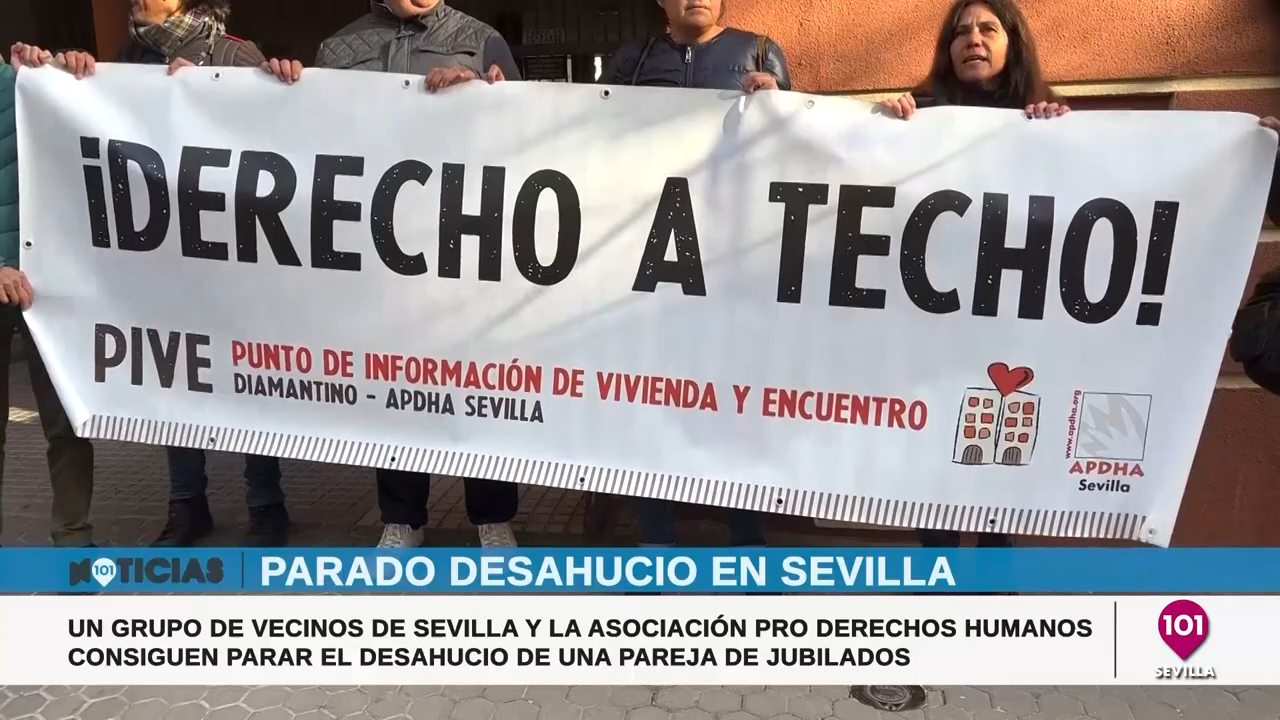 ¡DERECHO A TECHO!
PIVE
PUNTO DE INFORMACIÓN DE VIVIENDA Y ENCUENTRO
DIAMANTINO - APDHA SEVILLA
www.apdha.org
APDHA
Sevilla
NOTICIAS 101
PARADO DESAHUCIO EN SEVILLA
UN GRUPO DE VECINOS DE SEVILLA Y LA ASOCIACIÓN PRO DERECHOS HUMANOS
CONSIGUEN PARAR EL DESAHUCIO DE UNA PAREJA DE JUBILADOS
101
SEVILLA